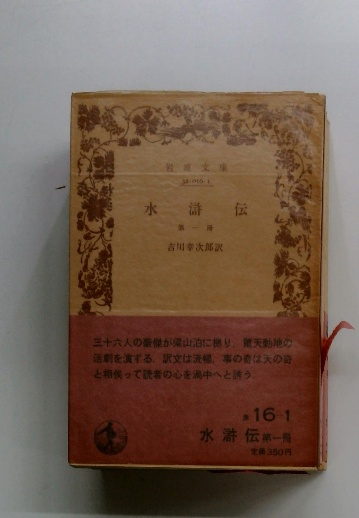 岩波文庫
水滸伝
第一冊
吉川幸次郎訳
三十六人の豪傑が梁山泊に拠り、驚天動地の
活劇を演ずる。訳文は流暢、事の奇は文の奇
と相俟って読者の心を渦中へと誘う。
赤16-1
水滸伝 第一冊
定価350円